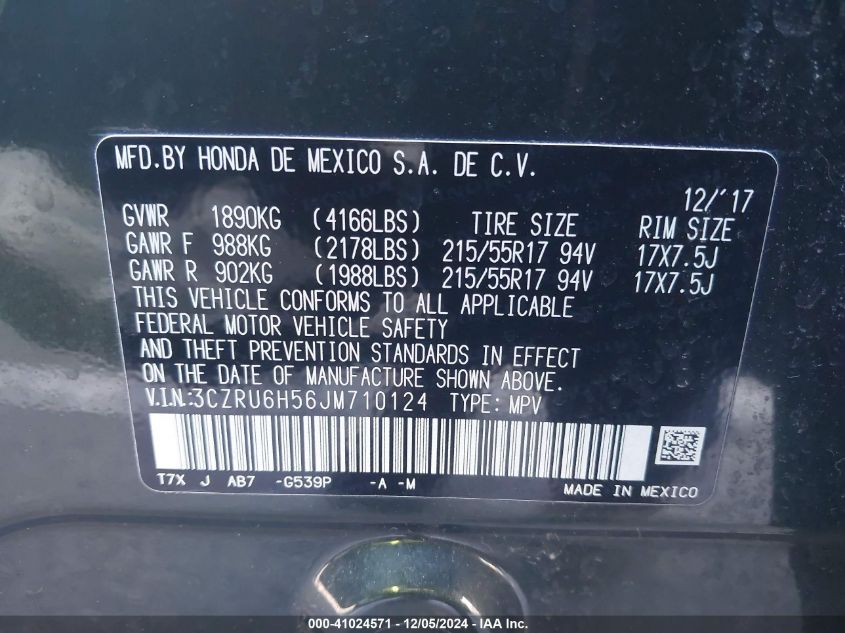 MFD.BY HONDA DE MEXICO S.A. DE C.V.
12/'17
GVWR 1890KG (4166LBS) TIRE SIZE RIM SIZE
GAWR F 988KG (2178LBS) 215/55R17 94V 17X7.5J
GAWR R 902KG (1988LBS) 215/55R17 94V 17X7.5J
THIS VEHICLE CONFORMS TO ALL APPLICABLE
FEDERAL MOTOR VEHICLE SAFETY
AND THEFT PREVENTION STANDARDS IN EFFECT
ON THE DATE OF MANUFACTURE SHOWN ABOVE.
V.I.N:3CZRU6H56JM710124 TYPE: MPV
T7X J AB7 -G539P -A -M
MADE IN MEXICO
000-41024571 - 12/05/2024 - IAA Inc.